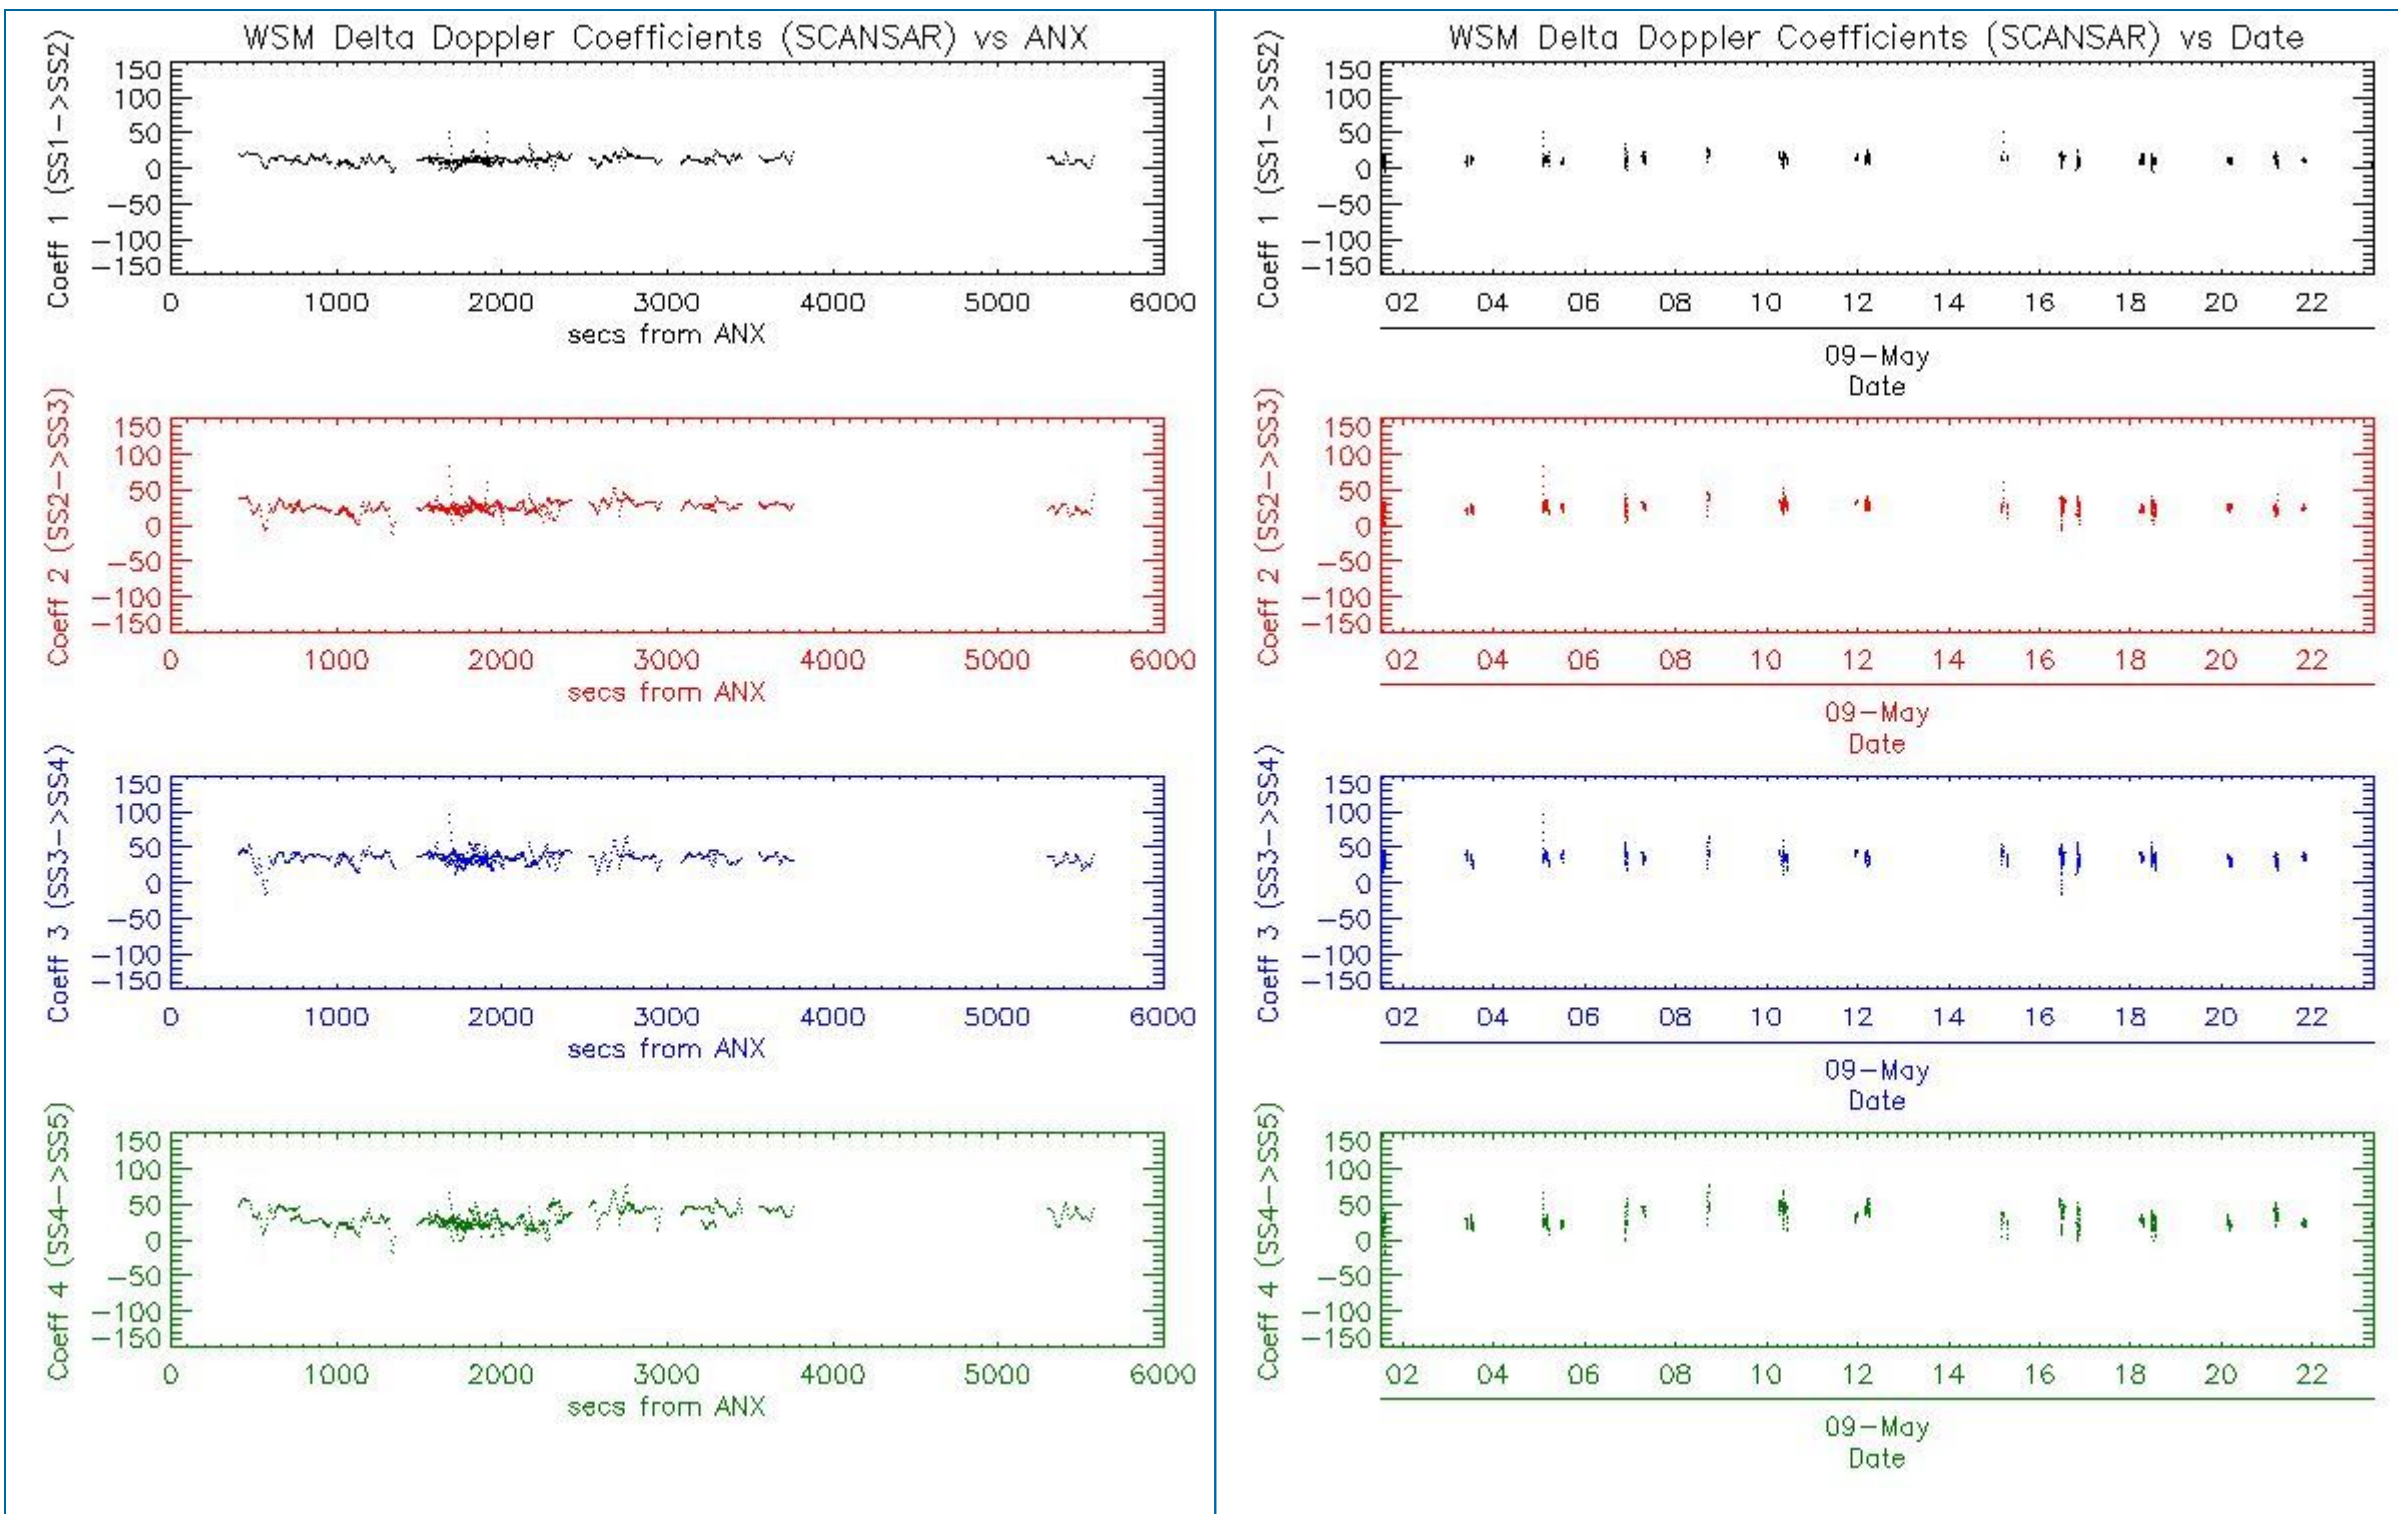 WSM Delta Doppler Coefficients (SCANSAR) vs ANX
Coeff 1 (SS1->SS2)
150
100
50
0
-50
-100
-150
0 1000 2000 3000 4000 5000 6000
secs from ANX
Coeff 2 (SS2->SS3)
150
100
50
0
-50
-100
-150
0 1000 2000 3000 4000 5000 6000
secs from ANX
Coeff 3 (SS3->SS4)
150
100
50
0
-50
-100
-150
0 1000 2000 3000 4000 5000 6000
secs from ANX
Coeff 4 (SS4->SS5)
150
100
50
0
-50
-100
-150
0 1000 2000 3000 4000 5000 6000
secs from ANX
WSM Delta Doppler Coefficients (SCANSAR) vs Date
Coeff 1 (SS1->SS2)
150
100
50
0
-50
-100
-150
02 04 06 08 10 12 14 16 18 20 22
09-May
Date
Coeff 2 (SS2->SS3)
150
100
50
0
-50
-100
-150
02 04 06 08 10 12 14 16 18 20 22
09-May
Date
Coeff 3 (SS3->SS4)
150
100
50
0
-50
-100
-150
02 04 06 08 10 12 14 16 18 20 22
09-May
Date
Coeff 4 (SS4->SS5)
150
100
50
0
-50
-100
-150
02 04 06 08 10 12 14 16 18 20 22
09-May
Date